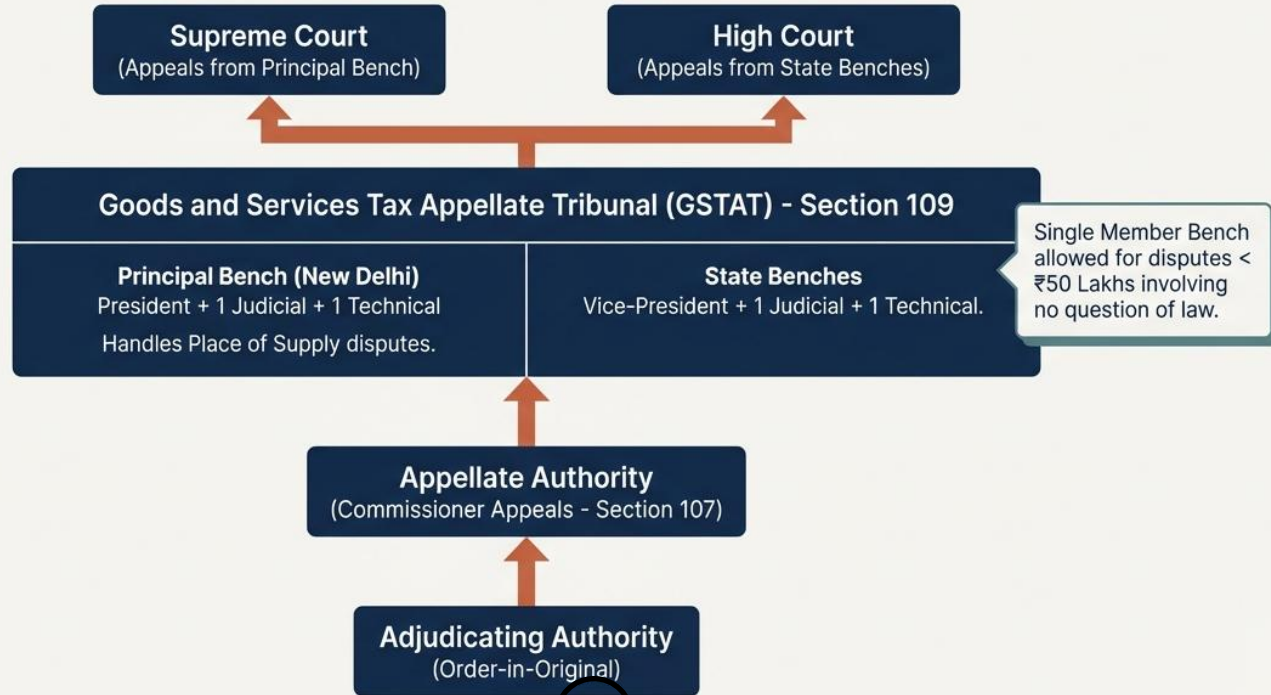 Supreme Court
(Appeals from Principal Bench)
High Court
(Appeals from State Benches)
Goods and Services Tax Appellate Tribunal (GSTAT) - Section 109
Principal Bench (New Delhi)
President + 1 Judicial + 1 Technical
Handles Place of Supply disputes.
State Benches
Vice-President + 1 Judicial + 1 Technical.
Single Member Bench
allowed for disputes <
₹50 Lakhs involving
no question of law.
Appellate Authority
(Commissioner Appeals - Section 107)
Adjudicating Authority
(Order-in-Original)